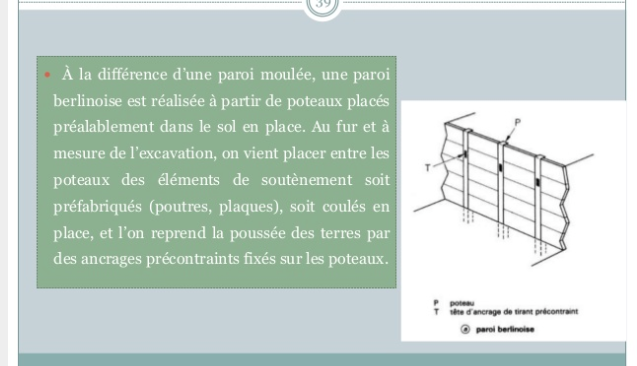 39
• À la différence d'une paroi moulée, une paroi
berlinoise est réalisée à partir de poteaux placés
préalablement dans le sol en place. Au fur et à
mesure de l'excavation, on vient placer entre les
poteaux des éléments de soutènement soit
préfabriqués (poutres, plaques), soit coulés en
place, et l'on reprend la poussée des terres par
des ancrages précontraints fixés sur les poteaux.
P
T
P poteau
T tête d'ancrage de tirant précontraint
ⓐ paroi berlinoise